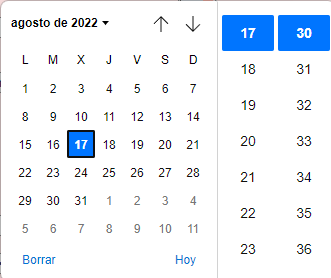 agosto de 2022
L M X J V S D
1 2 3 4 5 6 7
8 9 10 11 12 13 14
15 16 17 18 19 20 21
22 23 24 25 26 27 28
29 30 31 1 2 3 4
5 6 7 8 9 10 11
Borrar Hoy
17 30
18 31
19 32
20 33
21 34
22 35
23 36